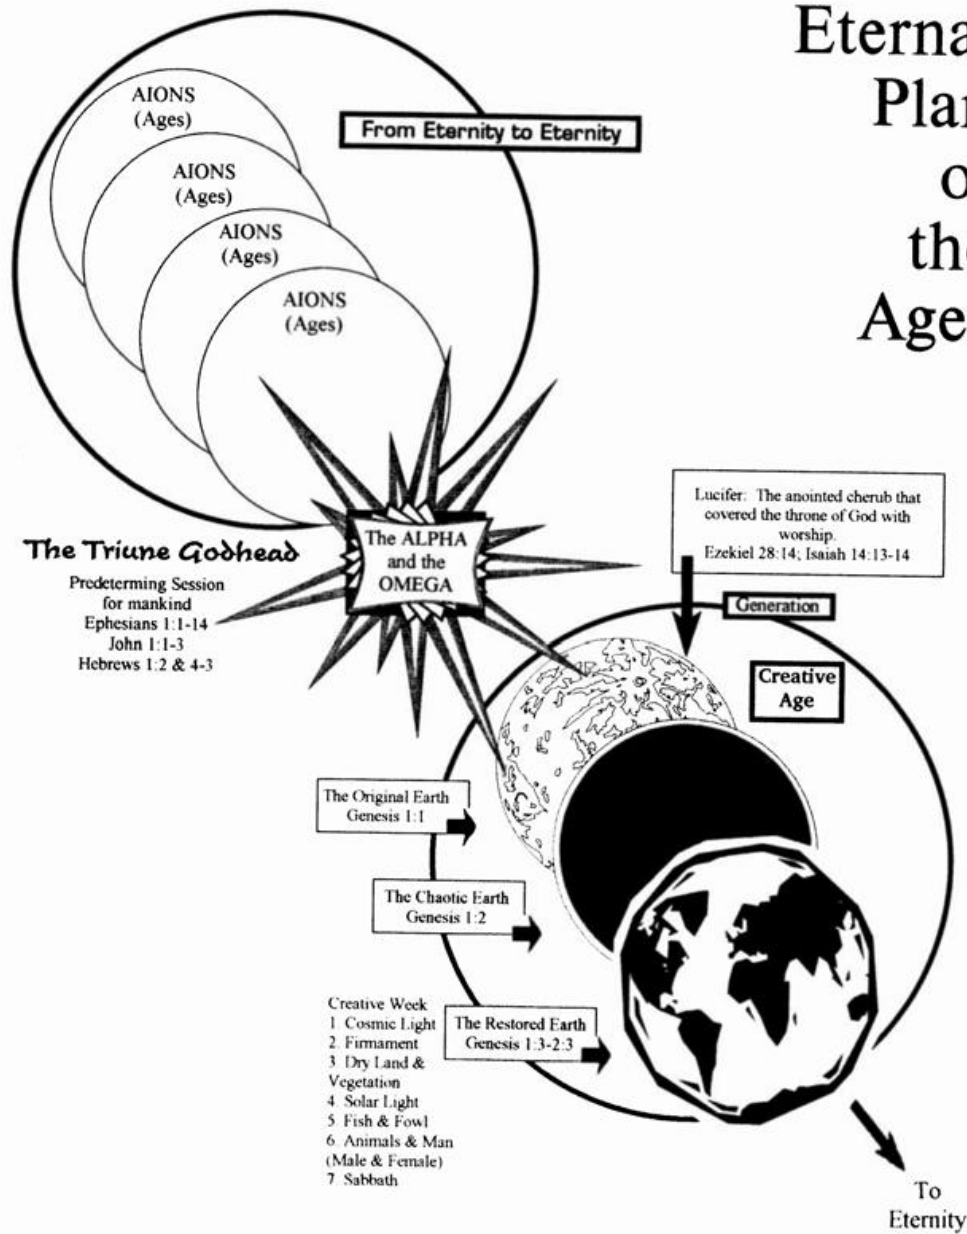 Eterna
Plan
o
the
Age
AIONS
(Ages)
AIONS
(Ages)
AIONS
(Ages)
AIONS
(Ages)
From Eternity to Eternity
The ALPHA
and the
OMEGA
The Triune Godhead
Predeterming Session
for mankind
Ephesians 1:1-14
John 1:1-3
Hebrews 1:2 & 4-3
Lucifer: The anointed cherub that
covered the throne of God with
worship.
Ezekiel 28:14; Isaiah 14:13-14
Generation
Creative
Age
The Original Earth
Genesis 1:1
The Chaotic Earth
Genesis 1:2
The Restored Earth
Genesis 1:3-2:3
Creative Week
1. Cosmic Light
2. Firmament
3. Dry Land &
Vegetation
4. Solar Light
5. Fish & Fowl
6. Animals & Man
(Male & Female)
7. Sabbath
To
Eternity